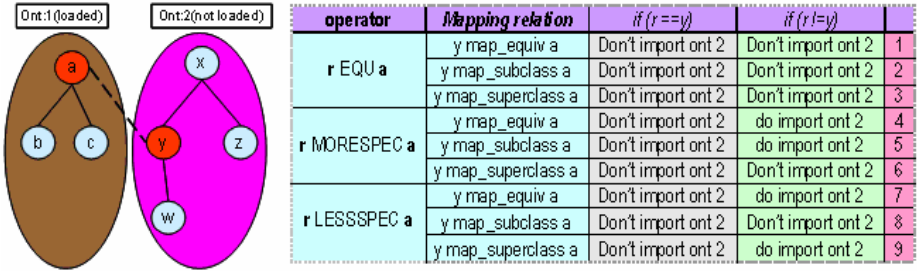 Ont:1(loaded)
Ont:2(not loaded)
a
x
b
c
y
z
w
operator Mapping relation if (r ==y) if (r !=y)
r EQU a
y map_equiv a Don't import ont 2 Don't import ont 2 1
y map_subclass a Don't import ont 2 Don't import ont 2 2
y map_superclass a Don't import ont 2 Don't import ont 2 3
r MORESPEC a
y map_equiv a Don't import ont 2 do import ont 2 4
y map_subclass a Don't import ont 2 do import ont 2 5
y map_superclass a Don't import ont 2 Don't import ont 2 6
r LESSSPEC a
y map_equiv a Don't import ont 2 do import ont 2 7
y map_subclass a Don't import ont 2 Don't import ont 2 8
y map_superclass a Don't import ont 2 do import ont 2 9